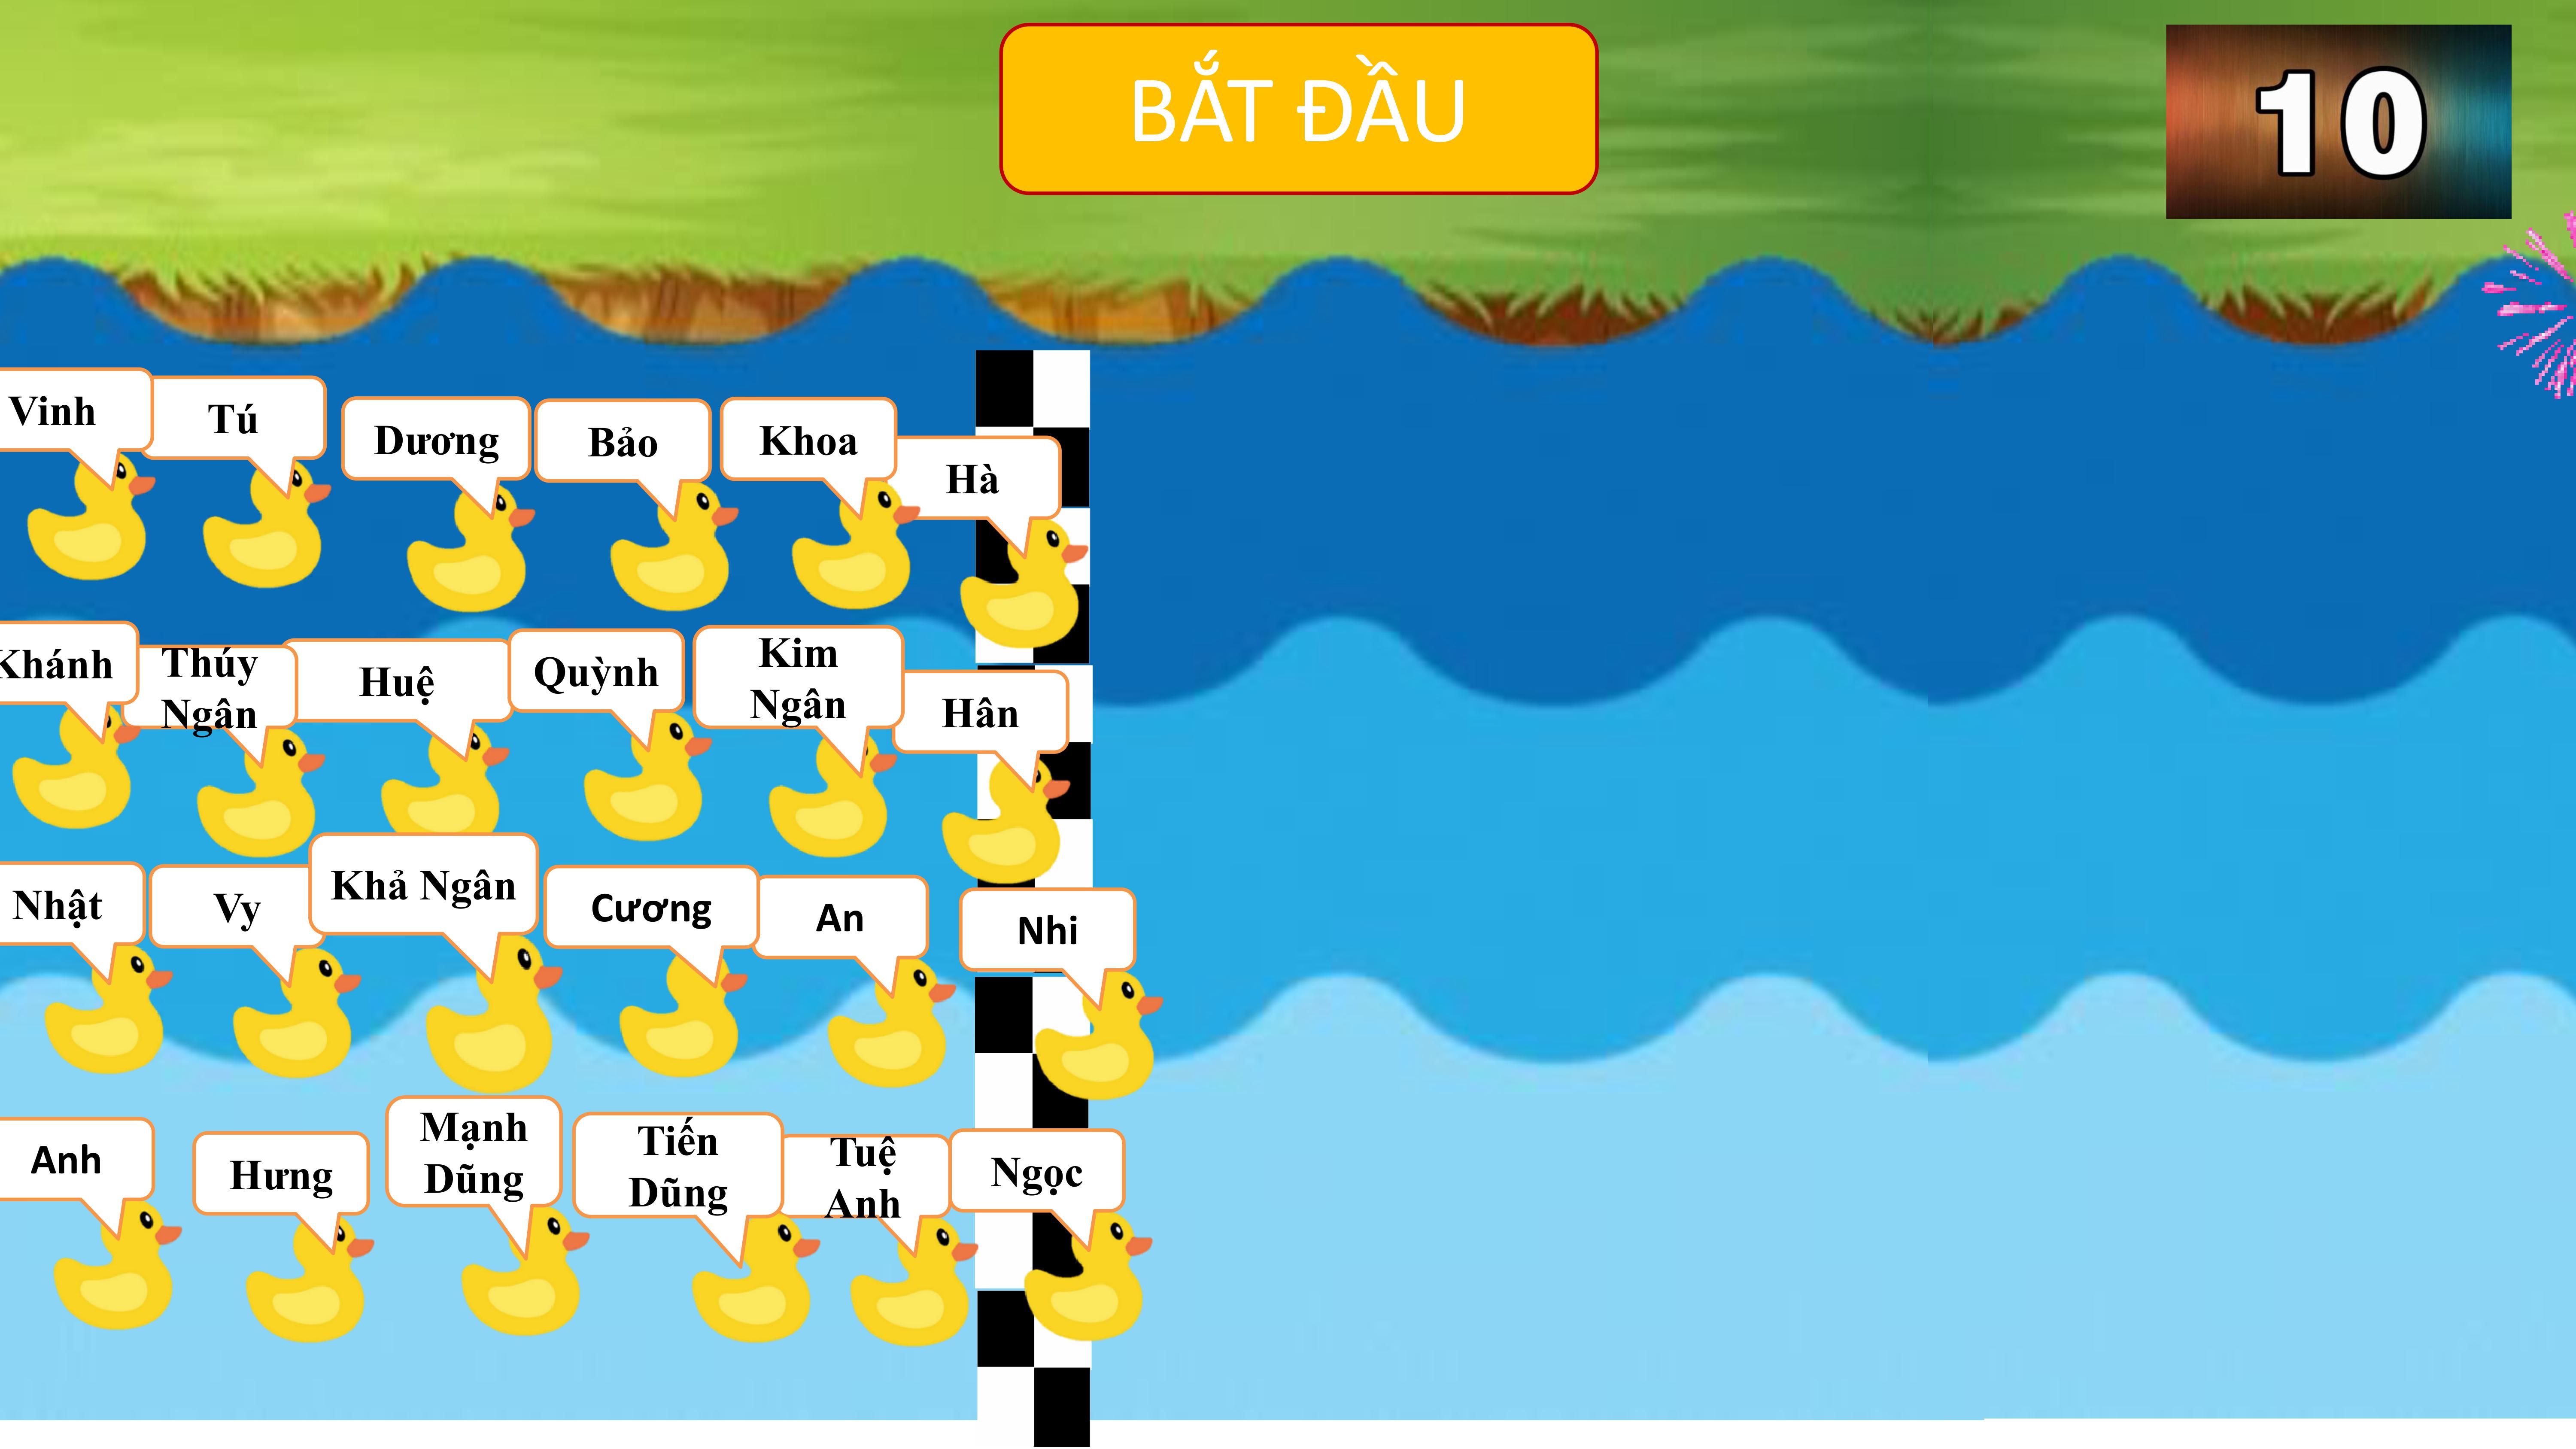 BẮT ĐẦU
10
Vinh
Tú
Dương
Bảo
Khoa
Hà
Khánh
Thúy
Ngân
Huệ
Quỳnh
Kim
Ngân
Hân
Nhật
Vy
Khả Ngân
Cương
An
Nhi
Anh
Hưng
Mạnh
Dũng
Tiến
Dũng
Tuệ
Anh
Ngọc